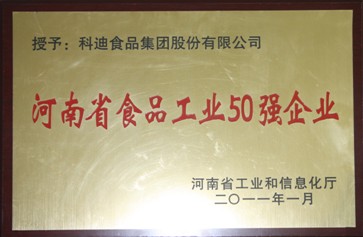 授予：科迪食品集团股份有限公司
河南省食品工业50强企业
河南省工业和信息化厅
二〇一一年一月